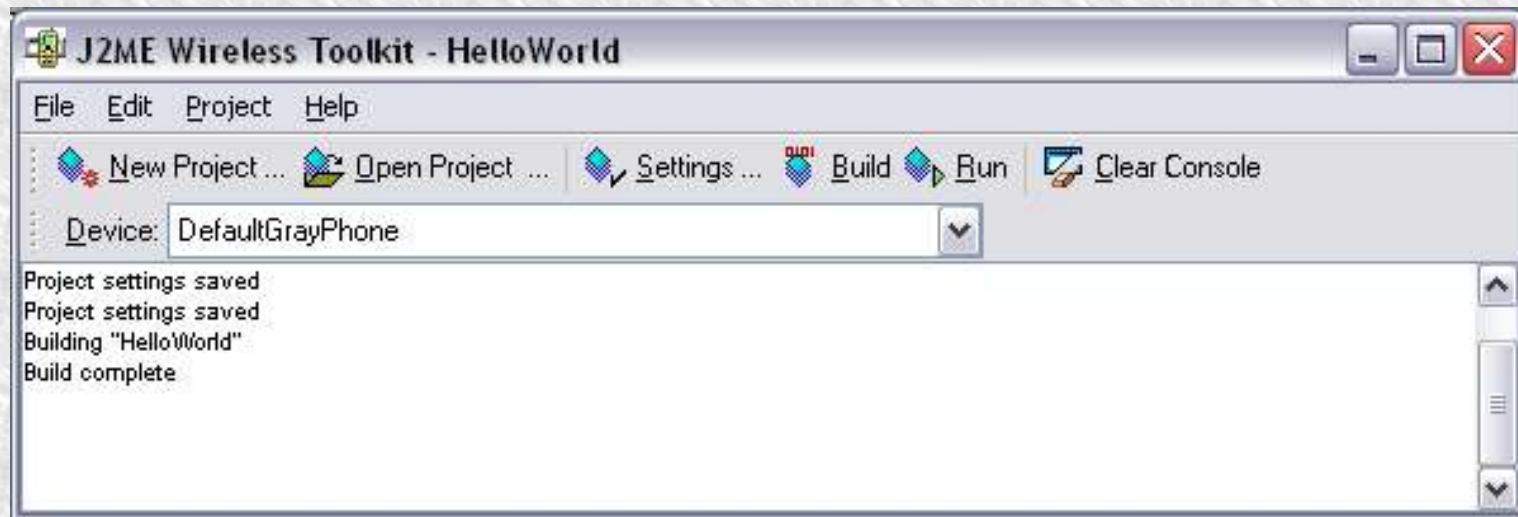 J2ME Wireless Toolkit - HelloWorld
File Edit Project Help
New Project ... Open Project ... Settings ... Build Run Clear Console
Device: DefaultGrayPhone
Project settings saved
Project settings saved
Building "HelloWorld"
Build complete